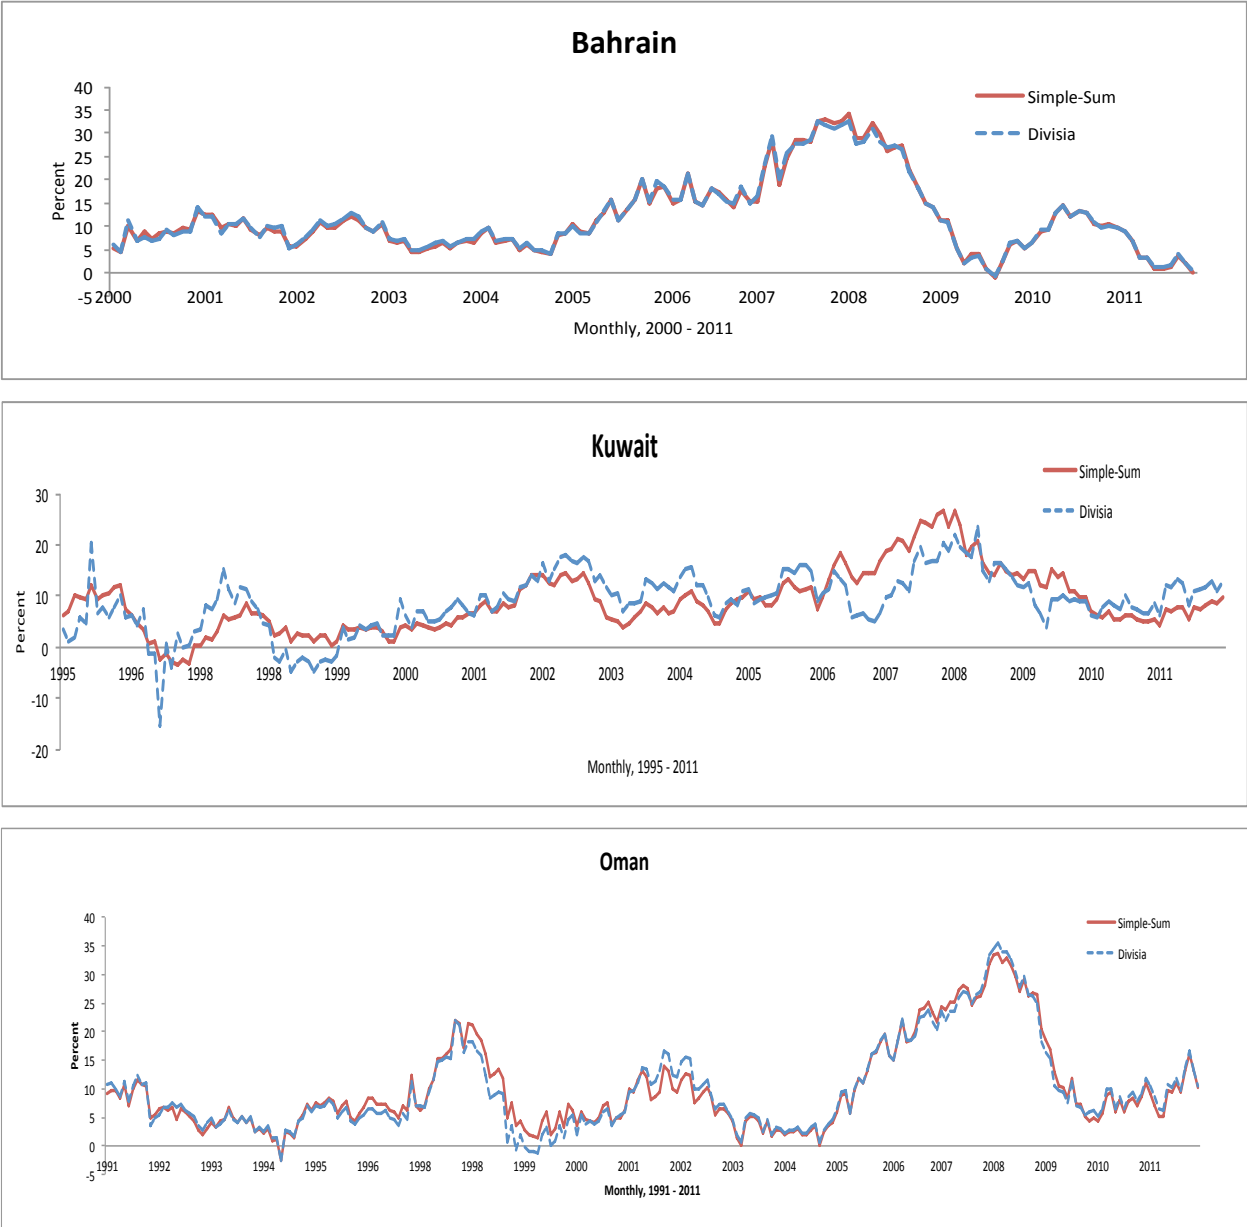 Bahrain
40
35
30
25
20
15
10
5
0
-5
Percent
Simple-Sum
Divisia
2000 2001 2002 2003 2004 2005 2006 2007 2008 2009 2010 2011
Monthly, 2000 - 2011
Kuwait
30
20
10
0
-10
-20
Percent
Simple-Sum
Divisia
1995 1996 1998 1998 1999 2000 2001 2002 2003 2004 2005 2006 2007 2008 2009 2010 2011
Monthly, 1995 - 2011
Oman
40
35
30
25
20
15
10
5
0
-5
Percent
Simple-Sum
Divisia
1991 1992 1993 1994 1995 1996 1998 1998 1999 2000 2001 2002 2003 2004 2005 2006 2007 2008 2009 2010 2011
Monthly, 1991 - 2011